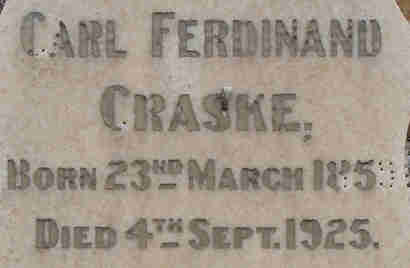 CARL FERDINAND
CRASKE,
BORN 23RD MARCH
DIED 4TH SEPT. 1925.